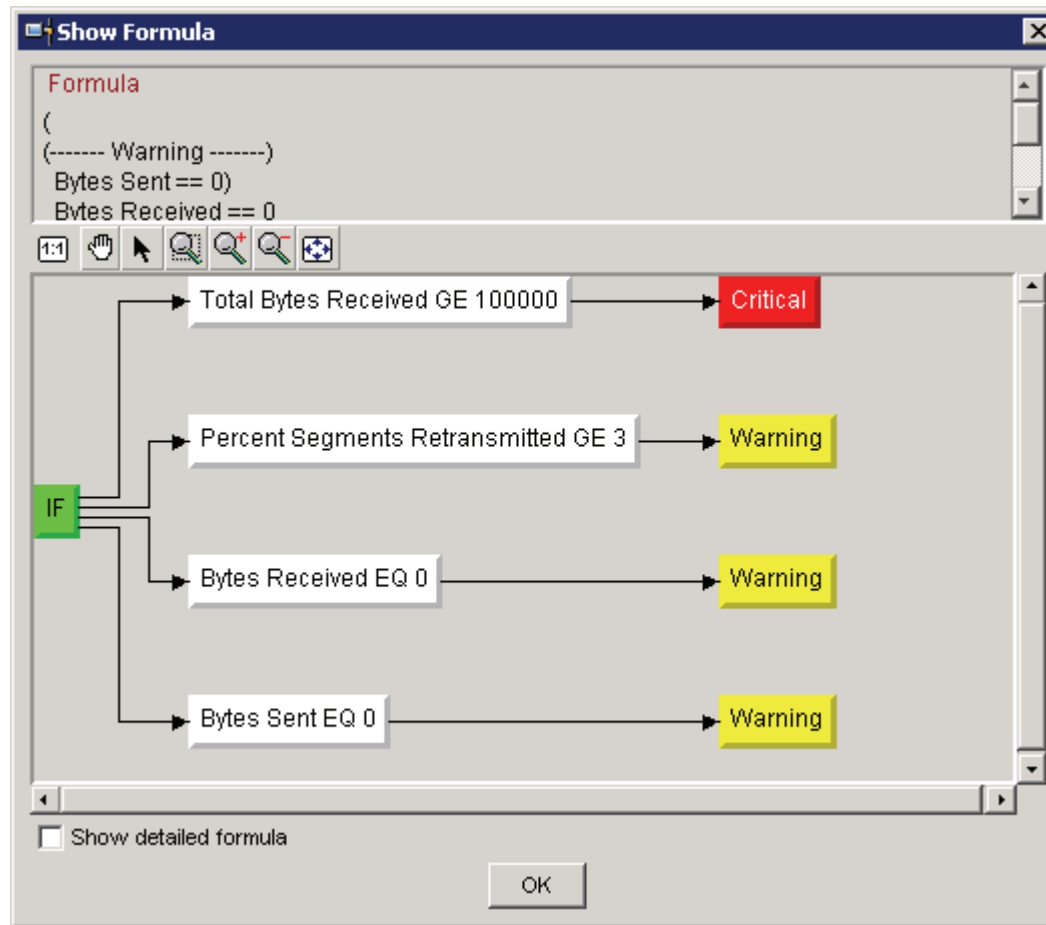 Show Formula
Formula
(
(------- Warning -------)
Bytes Sent == 0)
Bytes Received == 0
1:1
Total Bytes Received GE 100000
Critical
Percent Segments Retransmitted GE 3
Warning
IF
Bytes Received EQ 0
Warning
Bytes Sent EQ 0
Warning
Show detailed formula
OK